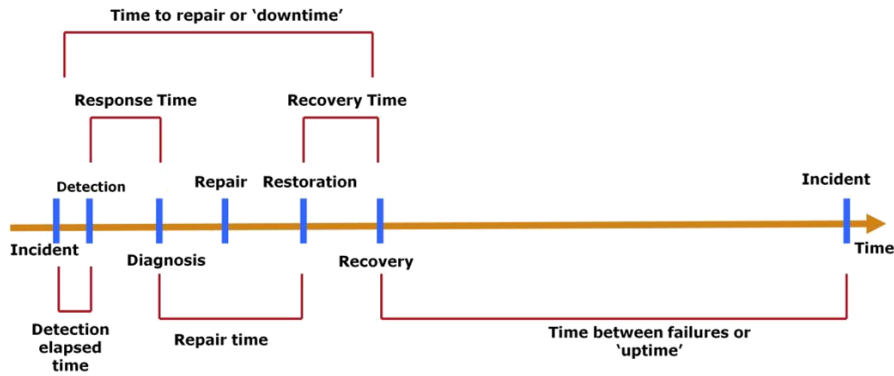 Time to repair or ‘downtime’
Response Time
Recovery Time
Detection
Repair
Restoration
Incident
Incident
Diagnosis
Recovery
Time
Detection
elapsed
time
Repair time
Time between failures or
‘uptime’